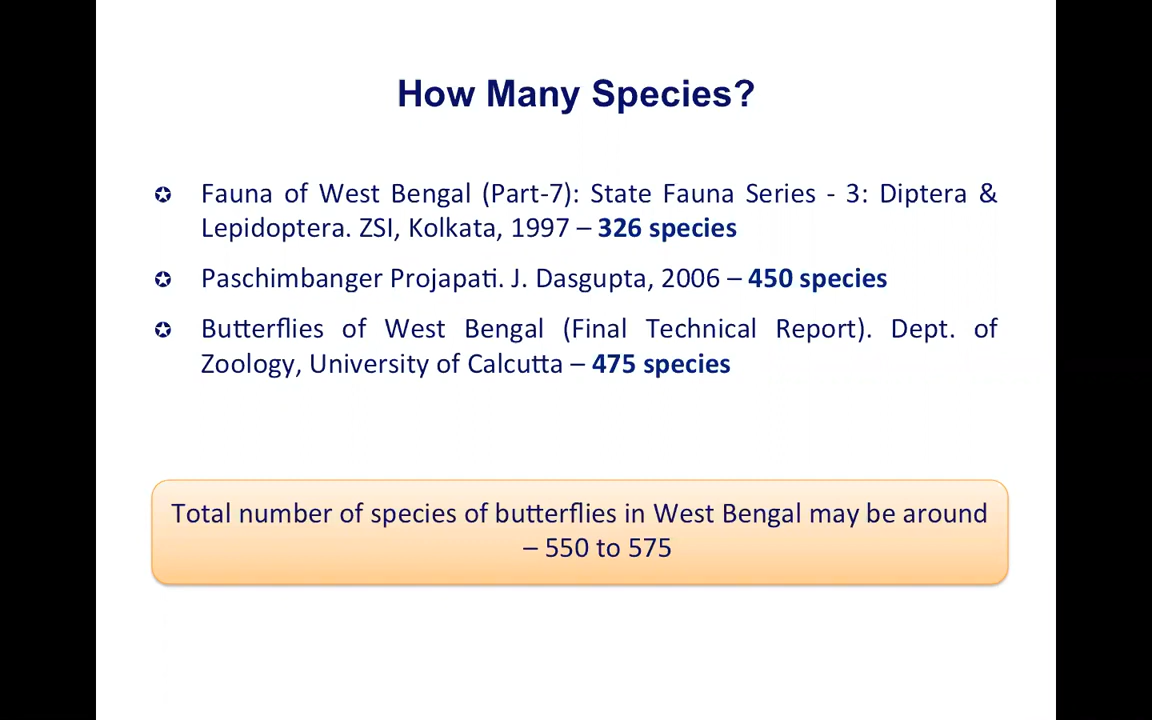 How Many Species?
✪ Fauna of West Bengal (Part-7): State Fauna Series - 3: Diptera &
Lepidoptera. ZSI, Kolkata, 1997 – 326 species
✪ Paschimbanger Projapati. J. Dasgupta, 2006 – 450 species
✪ Butterflies of West Bengal (Final Technical Report). Dept. of
Zoology, University of Calcutta – 475 species
Total number of species of butterflies in West Bengal may be around
– 550 to 575